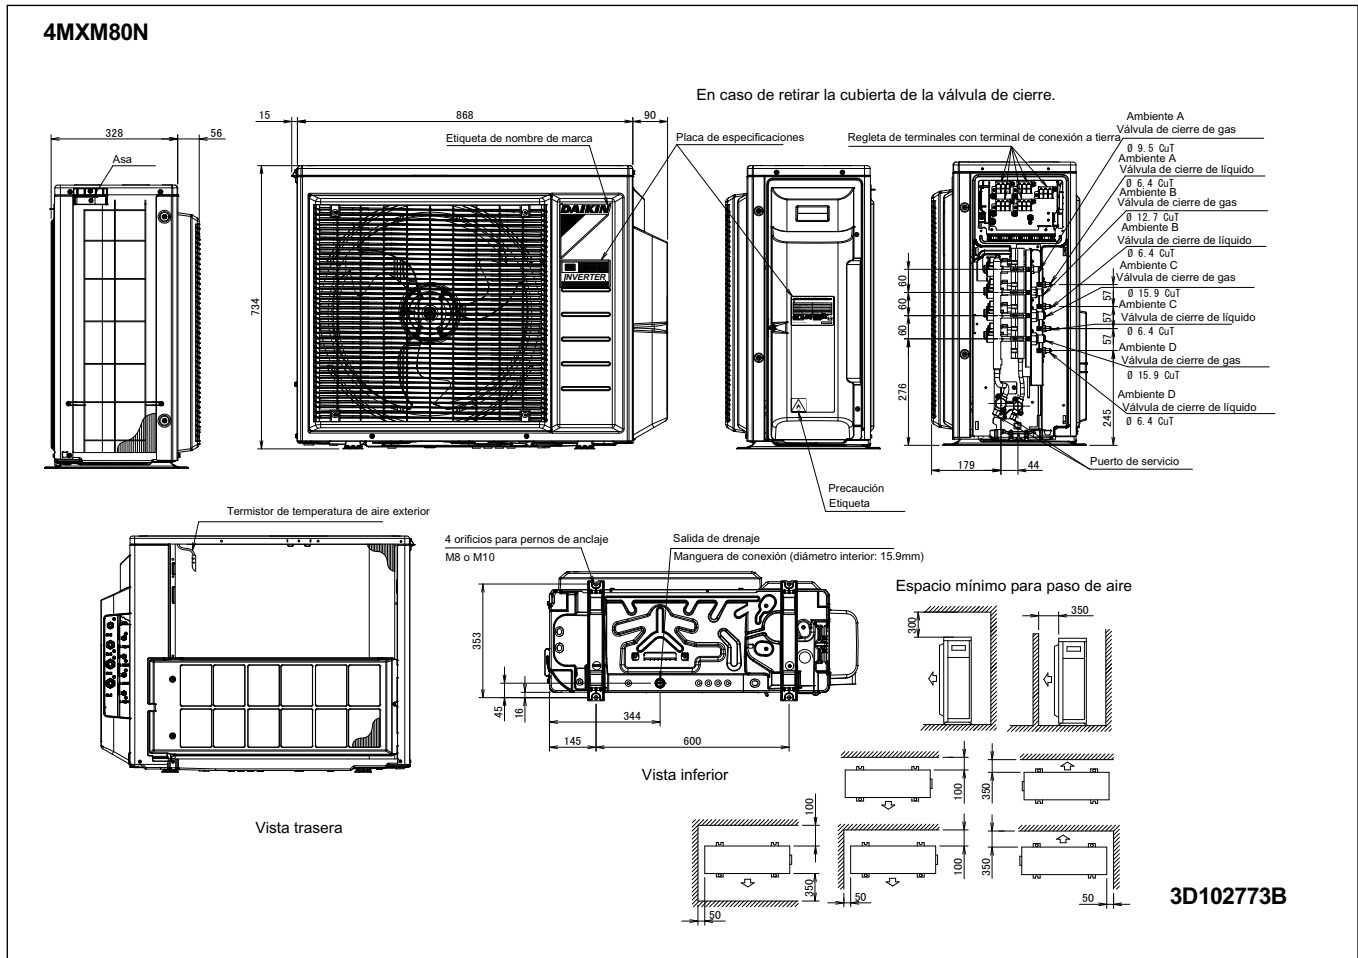 4MXM80N
En caso de retirar la cubierta de la válvula de cierre.
328
56
Asa
15
868
90
Etiqueta de nombre de marca
734
DAIKIN
INVERTER
Placa de especificaciones
Precaución
Etiqueta
Regleta de terminales con terminal de conexión a tierra
Ambiente A
Válvula de cierre de gas
Ø 9.5 CuT
Ambiente A
Válvula de cierre de líquido
Ø 6.4 CuT
Ambiente B
Válvula de cierre de gas
Ø 12.7 CuT
Ambiente B
Válvula de cierre de líquido
Ø 6.4 CuT
Ambiente C
Válvula de cierre de gas
Ø 15.9 CuT
Ambiente C
Válvula de cierre de líquido
Ø 6.4 CuT
Ambiente D
Válvula de cierre de gas
Ø 15.9 CuT
Ambiente D
Válvula de cierre de líquido
Ø 6.4 CuT
Puerto de servicio
60
60
60
276
57
57
57
245
179
44
Termistor de temperatura de aire exterior
Vista trasera
4 orificios para pernos de anclaje
M8 o M10
Salida de drenaje
Manguera de conexión (diámetro interior: 15.9mm)
353
45
16
344
145
600
Vista inferior
Espacio mínimo para paso de aire
300
350
100
350
100
350
50
100
50
350
50
3D102773B